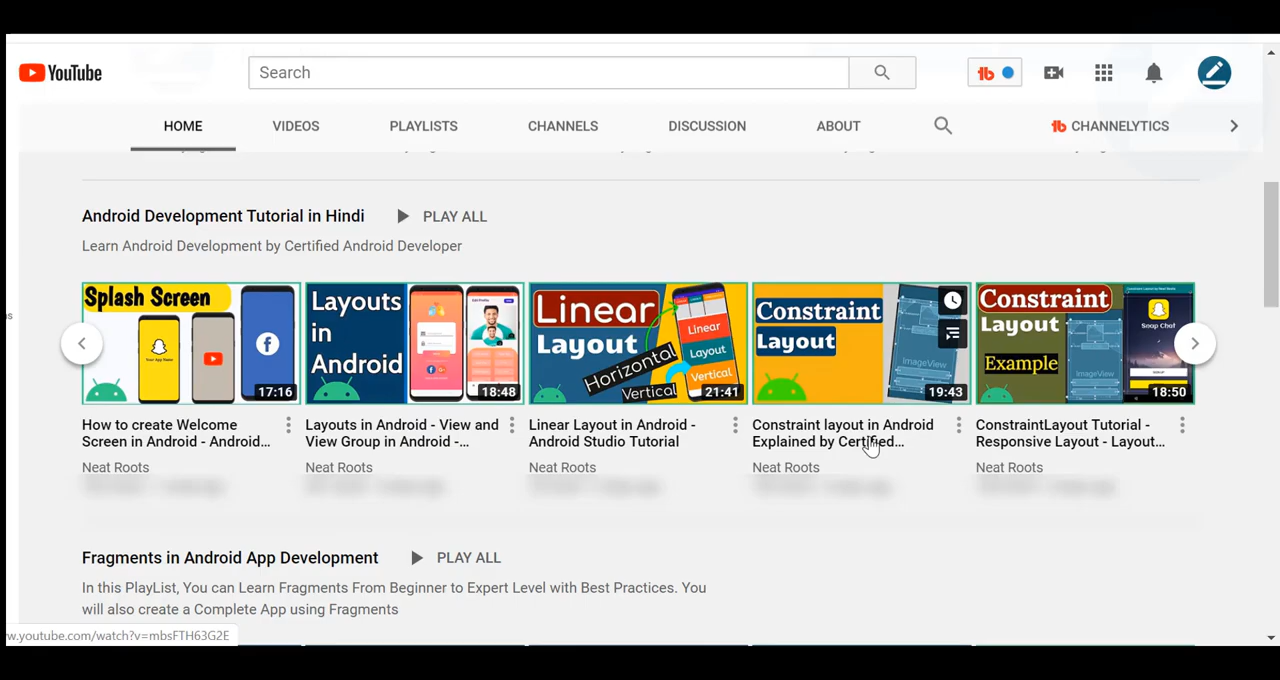 YouTube
Search
HOME
VIDEOS
PLAYLISTS
CHANNELS
DISCUSSION
ABOUT
CHANNELYTICS
Android Development Tutorial in Hindi
PLAY ALL
Learn Android Development by Certified Android Developer
Splash Screen
17:16
Layouts
in
Android
18:48
Linear
Layout
Horizontal
Vertical
Linear
Layout
Vertical
21:41
Constraint
Layout
ImageView
19:43
Constraint
Layout
Example
ImageView
Snap Chat
18:50
How to create Welcome
Screen in Android - Android...
Neat Roots
Layouts in Android - View and
View Group in Android -...
Neat Roots
Linear Layout in Android -
Android Studio Tutorial
Neat Roots
Constraint layout in Android
Explained by Certified...
Neat Roots
ConstraintLayout Tutorial -
Responsive Layout - Layout...
Neat Roots
Fragments in Android App Development
PLAY ALL
In this PlayList, You can Learn Fragments From Beginner to Expert Level with Best Practices. You
will also create a Complete App using Fragments
w.youtube.com/watch?v=mbsFTH63G2E